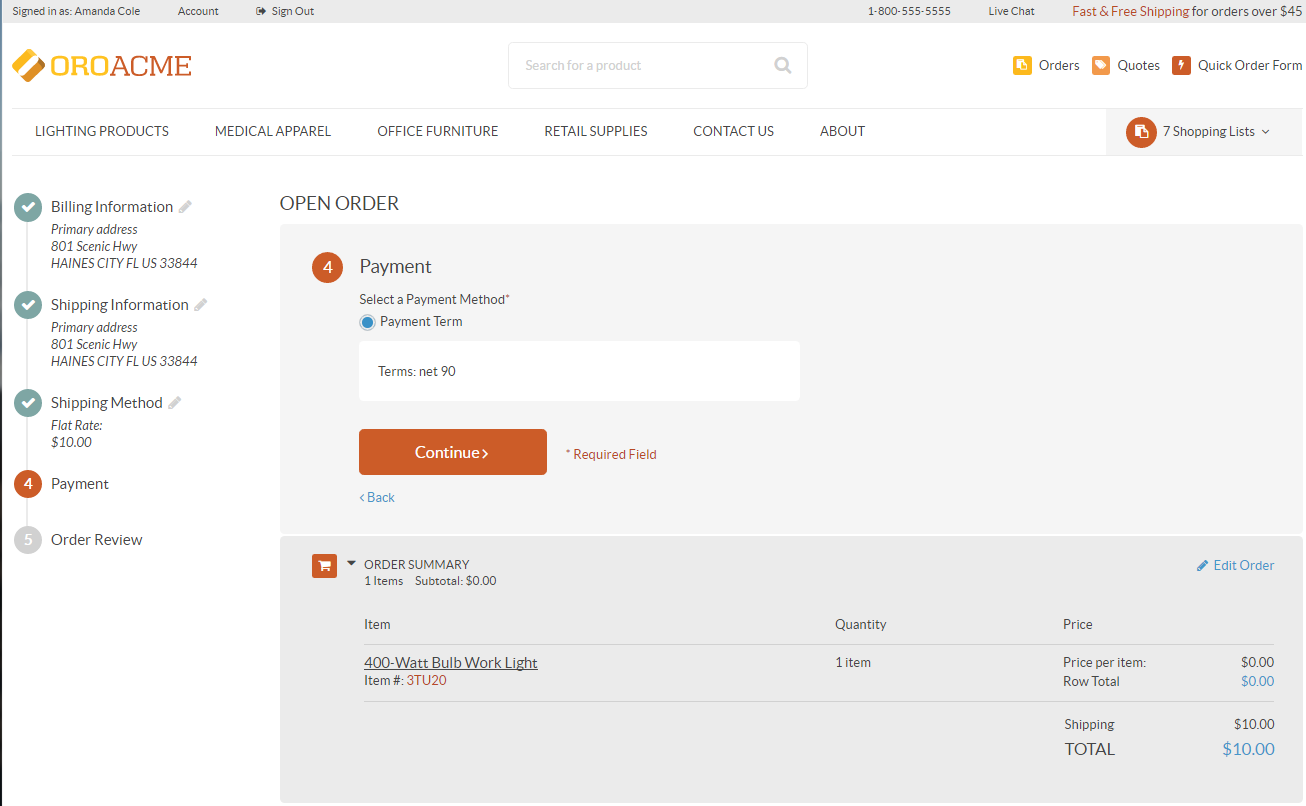 Signed in as: Amanda Cole Account Sign Out 1-800-555-5555 Live Chat Fast & Free Shipping for orders over $45
OROACME Search for a product Orders Quotes Quick Order Form
LIGHTING PRODUCTS MEDICAL APPAREL OFFICE FURNITURE RETAIL SUPPLIES CONTACT US ABOUT 7 Shopping Lists
Billing Information
Primary address
801 Scenic Hwy
HAINES CITY FL US 33844
Shipping Information
Primary address
801 Scenic Hwy
HAINES CITY FL US 33844
Shipping Method
Flat Rate:
$10.00
4 Payment
5 Order Review
OPEN ORDER
4 Payment
Select a Payment Method*
Payment Term
Terms: net 90
Continue >
* Required Field
< Back
ORDER SUMMARY
1 Items Subtotal: $0.00
Edit Order
Item Quantity Price
400-Watt Bulb Work Light 1 item Price per item: $0.00
Item #: 3TU20 Row Total $0.00
Shipping $10.00
TOTAL $10.00